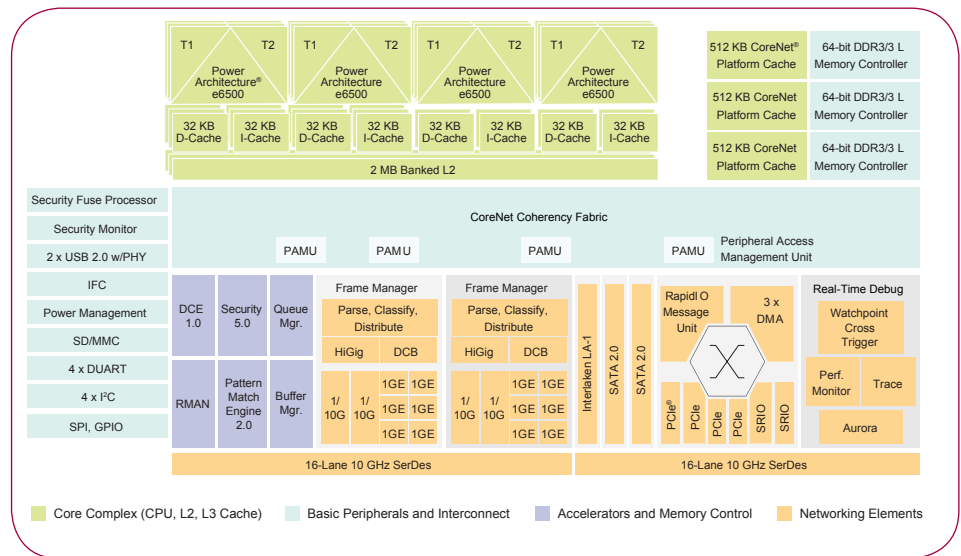 T1 T2 T1 T2 T1 T2 T1 T2
Power
Architecture®
e6500
Power
Architecture
e6500
Power
Architecture
e6500
Power
Architecture
e6500
32 KB
D-Cache
32 KB
I-Cache
32 KB
D-Cache
32 KB
I-Cache
32 KB
D-Cache
32 KB
I-Cache
32 KB
D-Cache
32 KB
I-Cache
2 MB Banked L2
512 KB CoreNet®
Platform Cache
64-bit DDR3/3 L
Memory Controller
512 KB CoreNet
Platform Cache
64-bit DDR3/3 L
Memory Controller
512 KB CoreNet
Platform Cache
64-bit DDR3/3 L
Memory Controller
Security Fuse Processor
Security Monitor
2 x USB 2.0 w/PHY
IFC
Power Management
SD/MMC
4 x DUART
4 x I²C
SPI, GPIO
CoreNet Coherency Fabric
PAMU
PAMU
PAMU
PAMU
Peripheral Access
Management Unit
DCE
1.0
Security
5.0
Queue
Mgr.
RMAN
Pattern
Match
Engine
2.0
Buffer
Mgr.
Frame Manager
Parse, Classify,
Distribute
HiGig
DCB
1/
10G
1/
10G
1GE 1GE
1GE 1GE
1GE 1GE
Frame Manager
Parse, Classify,
Distribute
HiGig
DCB
1/
10G
1/
10G
1GE 1GE
1GE 1GE
1GE 1GE
Interlaken LA-1
SATA 2.0
SATA 2.0
RapidI O
Message
Unit
3 x
DMA
PCIe®
PCIe
PCIe
PCIe
SRIO
SRIO
Real-Time Debug
Watchpoint
Cross
Trigger
Perf.
Monitor
Trace
Aurora
16-Lane 10 GHz SerDes
16-Lane 10 GHz SerDes
Core Complex (CPU, L2, L3 Cache)
Basic Peripherals and Interconnect
Accelerators and Memory Control
Networking Elements